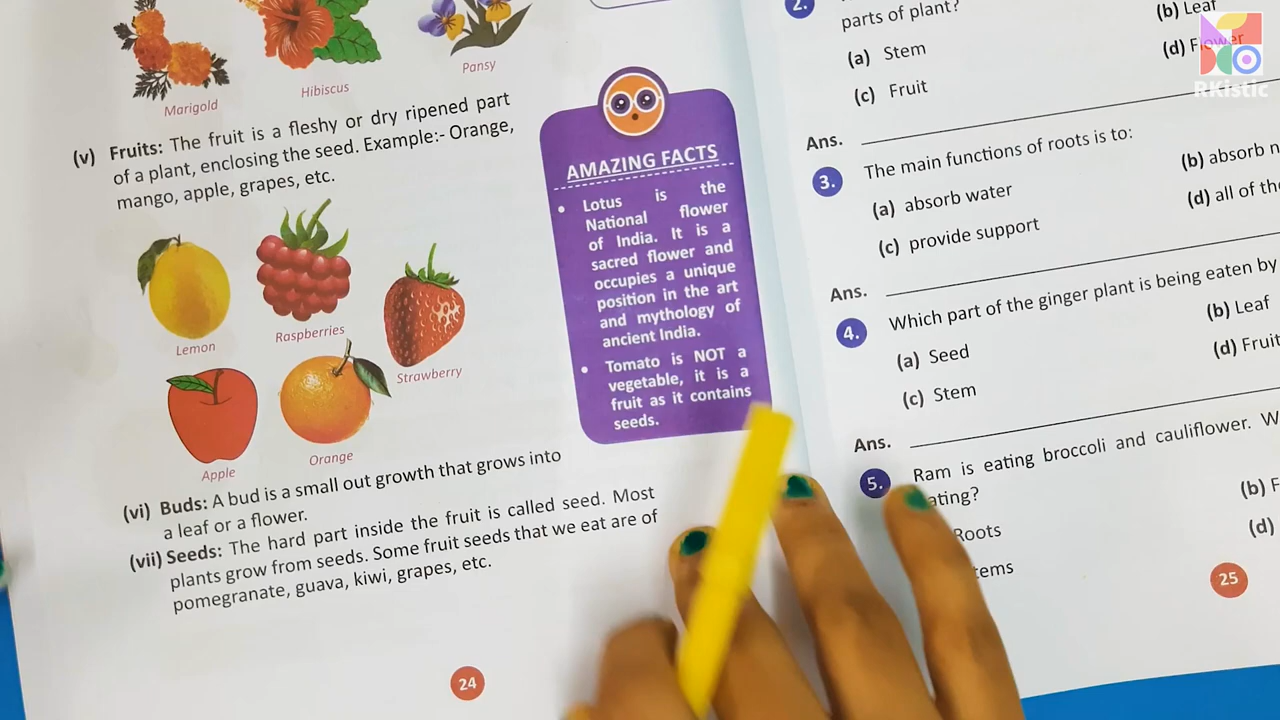 Marigold
Hibiscus
Pansy
(v) Fruits: The fruit is a fleshy or dry ripened part
of a plant, enclosing the seed. Example:- Orange,
mango, apple, grapes, etc.
Lemon
Raspberries
Strawberry
Apple
Orange
(vi) Buds: A bud is a small out growth that grows into
a leaf or a flower.
(vii) Seeds: The hard part inside the fruit is called seed. Most
plants grow from seeds. Some fruit seeds that we eat are of
pomegranate, guava, kiwi, grapes, etc.
24
AMAZING FACTS
• Lotus is the
National flower
of India. It is a
sacred flower and
occupies a unique
position in the art
and mythology of
ancient India.
• Tomato is NOT a
vegetable, it is a
fruit as it contains
seeds.
2.
parts of plant?
(a) Stem
(b) Leaf
(c) Fruit
(d) Flower
Ans.
3. The main functions of roots is to:
(a) absorb water
(b) absorb
(c) provide support
(d) all of
Ans.
4. Which part of the ginger plant is being eaten by
(a) Seed
(b) Leaf
(c) Stem
(d) Fruit
Ans.
5. Ram is eating broccoli and cauliflower.
eating?
Roots
(b)
(d)
25
RKistic